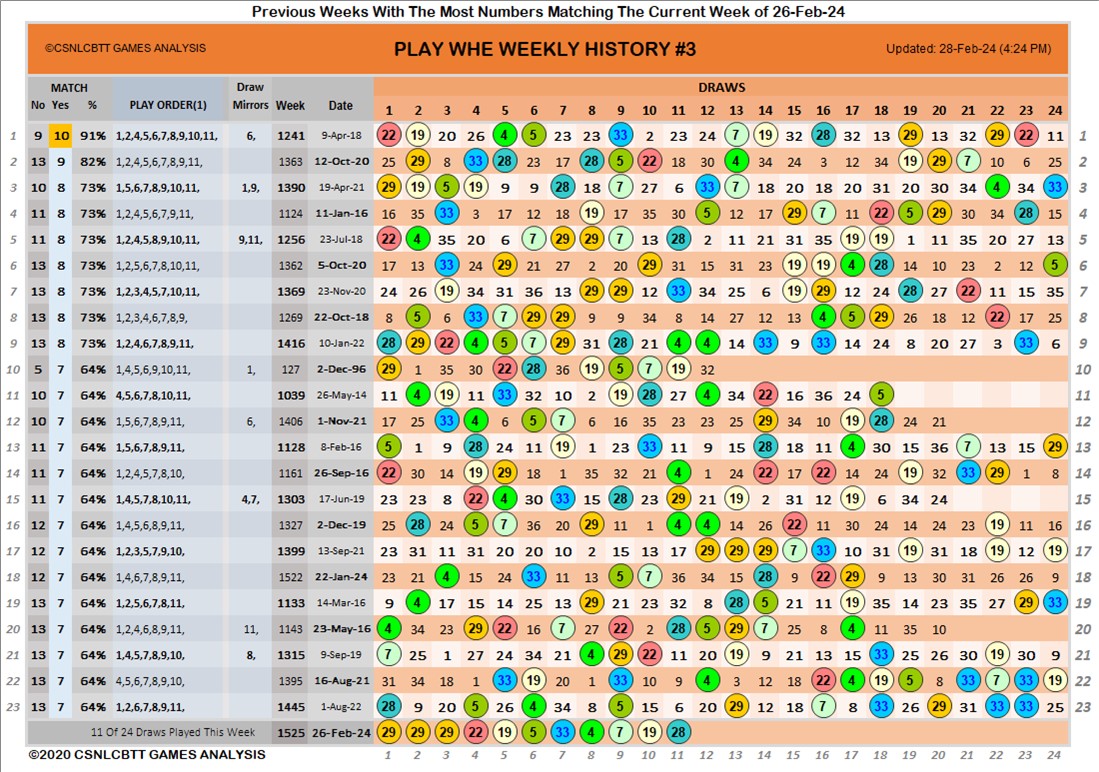 Previous Weeks With The Most Numbers Matching The Current Week of 26-Feb-24
©CSNLCBTT GAMES ANALYSIS PLAY WHE WEEKLY HISTORY #3 Updated: 28-Feb-24 (4:24 PM)
MATCH Draw DRAWS
No Yes % PLAY ORDER(1) Mirrors Week Date 1 2 3 4 5 6 7 8 9 10 11 12 13 14 15 16 17 18 19 20 21 22 23 24
1 9 10 91% 1,2,4,5,6,7,8,9,10,11, 6, 1241 9-Apr-18 22 19 20 26 4 5 23 23 33 2 23 24 7 19 32 28 32 13 29 13 32 29 22 11 1
2 13 9 82% 1,2,4,5,6,7,8,9,11, 1363 12-Oct-20 25 29 8 33 28 23 17 28 5 22 18 30 4 34 24 3 12 34 19 29 7 10 6 25 2
3 10 8 73% 1,5,6,7,8,9,10,11, 1,9, 1390 19-Apr-21 29 19 5 19 9 9 28 18 7 27 6 33 7 18 20 18 20 31 20 30 34 4 34 33 3
4 11 8 73% 1,2,4,5,6,7,9,11, 1124 11-Jan-16 16 35 33 3 17 12 18 19 17 35 30 5 12 17 29 7 11 22 5 29 30 34 28 15 4
5 11 8 73% 1,2,4,5,8,9,10,11, 9,11, 1256 23-Jul-18 22 4 35 20 6 7 29 29 7 13 28 2 11 21 31 35 19 19 1 11 35 20 27 13 5
6 13 8 73% 1,2,5,6,7,8,10,11, 1362 5-Oct-20 17 13 33 24 29 21 27 2 20 29 31 15 31 23 19 19 4 28 14 10 23 2 12 5 6
7 13 8 73% 1,2,3,4,5,7,10,11, 1369 23-Nov-20 24 26 19 34 31 36 13 29 29 12 33 34 25 6 19 29 12 24 28 27 22 11 15 35 7
8 13 8 73% 1,2,3,4,6,7,8,9, 1269 22-Oct-18 8 5 6 33 7 29 29 9 9 34 8 14 27 12 13 4 5 29 8 18 12 22 17 25 8
9 13 8 73% 1,2,4,6,7,8,9,11, 1416 10-Jan-22 28 29 22 4 5 7 29 31 28 21 4 4 14 33 9 33 14 24 8 20 27 3 33 6 9
10 5 7 64% 1,4,5,6,9,10,11, 1, 127 2-Dec-96 29 1 35 30 22 28 36 19 5 7 19 32 10
11 10 7 64% 4,5,6,7,8,10,11, 1039 26-May-14 11 4 19 11 33 32 10 2 19 28 27 4 34 22 16 36 24 5 11
12 10 7 64% 1,5,6,7,8,9,11, 6, 1406 1-Nov-21 17 25 33 4 6 5 7 6 16 35 23 23 25 29 34 10 19 28 24 21 12
13 11 7 64% 1,5,6,7,8,9,11, 1128 8-Feb-16 5 1 9 28 24 11 19 1 23 33 11 9 15 28 18 11 4 30 15 36 7 13 15 29 13
14 11 7 64% 1,2,4,5,7,8,10, 1161 26-Sep-16 22 30 14 19 29 18 1 35 32 21 4 1 24 22 17 22 14 24 19 32 33 29 1 8 14
15 11 7 64% 1,4,5,7,8,10,11, 4,7, 1303 17-Jun-19 23 23 8 22 4 30 33 15 28 23 29 21 19 2 31 12 19 6 34 24 15
16 12 7 64% 1,4,5,6,8,9,11, 1327 2-Dec-19 25 28 24 5 7 36 20 29 11 1 4 4 14 26 22 11 30 24 14 24 23 19 11 16 16
17 12 7 64% 1,2,3,5,7,9,10, 1399 13-Sep-21 23 31 11 31 20 20 10 2 15 13 17 29 29 29 7 33 10 31 19 31 18 19 12 19 17
18 12 7 64% 1,4,6,7,8,9,11, 1522 22-Jan-24 23 21 4 15 24 33 11 13 5 7 36 34 14 28 9 22 29 9 13 30 31 26 26 9 18
19 13 7 64% 1,2,5,6,7,8,11, 1133 14-Mar-16 9 4 17 15 14 25 13 29 21 23 32 8 28 5 21 11 19 35 14 23 35 27 29 33 19
20 13 7 64% 1,2,4,6,8,9,11, 11, 1143 23-May-16 4 34 23 29 22 16 7 27 22 2 28 5 29 7 25 8 4 11 35 10 20
21 13 7 64% 1,4,5,7,8,9,10, 8, 1315 9-Sep-19 7 25 1 27 24 34 21 4 29 22 11 20 19 9 21 13 15 33 25 26 22 19 30 9 21
22 13 7 64% 4,5,6,7,8,9,10, 1395 16-Aug-21 31 34 18 1 33 19 20 1 33 10 9 4 3 12 18 22 4 19 5 8 33 7 33 19 22
23 13 7 64% 1,2,6,7,8,9,11, 1445 1-Aug-22 28 9 20 5 26 4 34 8 5 15 6 20 29 12 18 7 8 33 26 29 31 33 33 25 23
11 Of 24 Draws Played This Week 1525 26-Feb-24 29 29 29 22 19 5 33 4 7 19 28
©2020 CSNLCBTT GAMES ANALYSIS 1 2 3 4 5 6 7 8 9 10 11 12 13 14 15 16 17 18 19 20 21 22 23 24